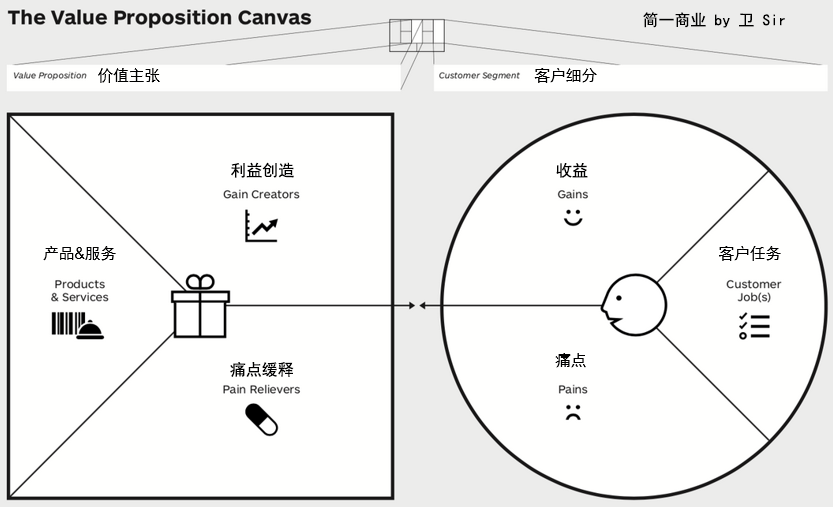 The Value Proposition Canvas
简一商业 by 卫 Sir
Value Proposition 价值主张
Customer Segment 客户细分
利益创造
Gain Creators
产品&服务
Products
& Services
痛点缓释
Pain Relievers
收益
Gains
客户任务
Customer
Job(s)
痛点
Pains